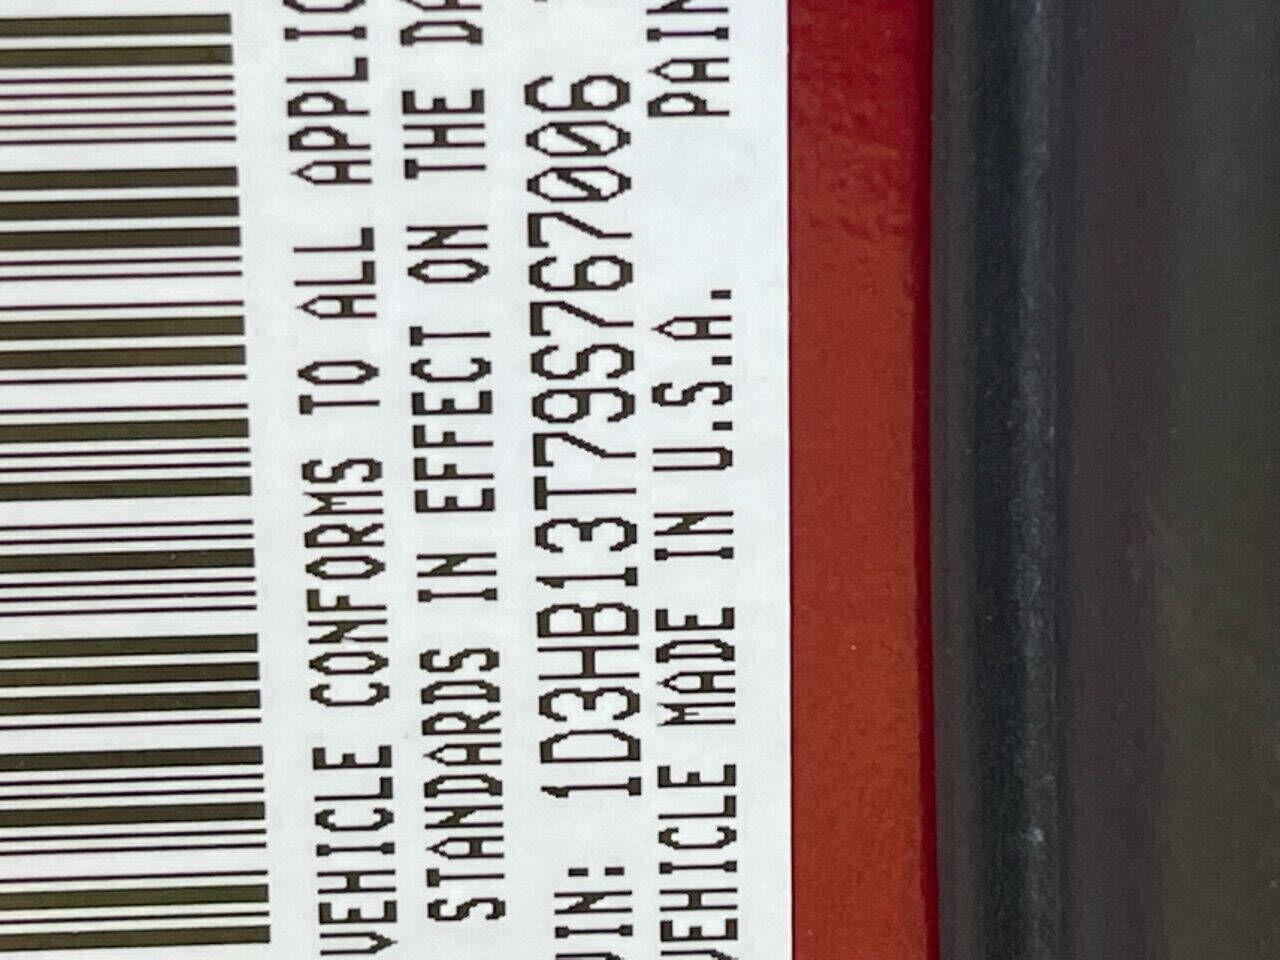 VEHICLE CONFORMS TO ALL APPLIC
STANDARDS IN EFFECT ON THE DA
VIN: 1D3HB13T79S767006
VEHICLE MADE IN U.S.A. PAIN